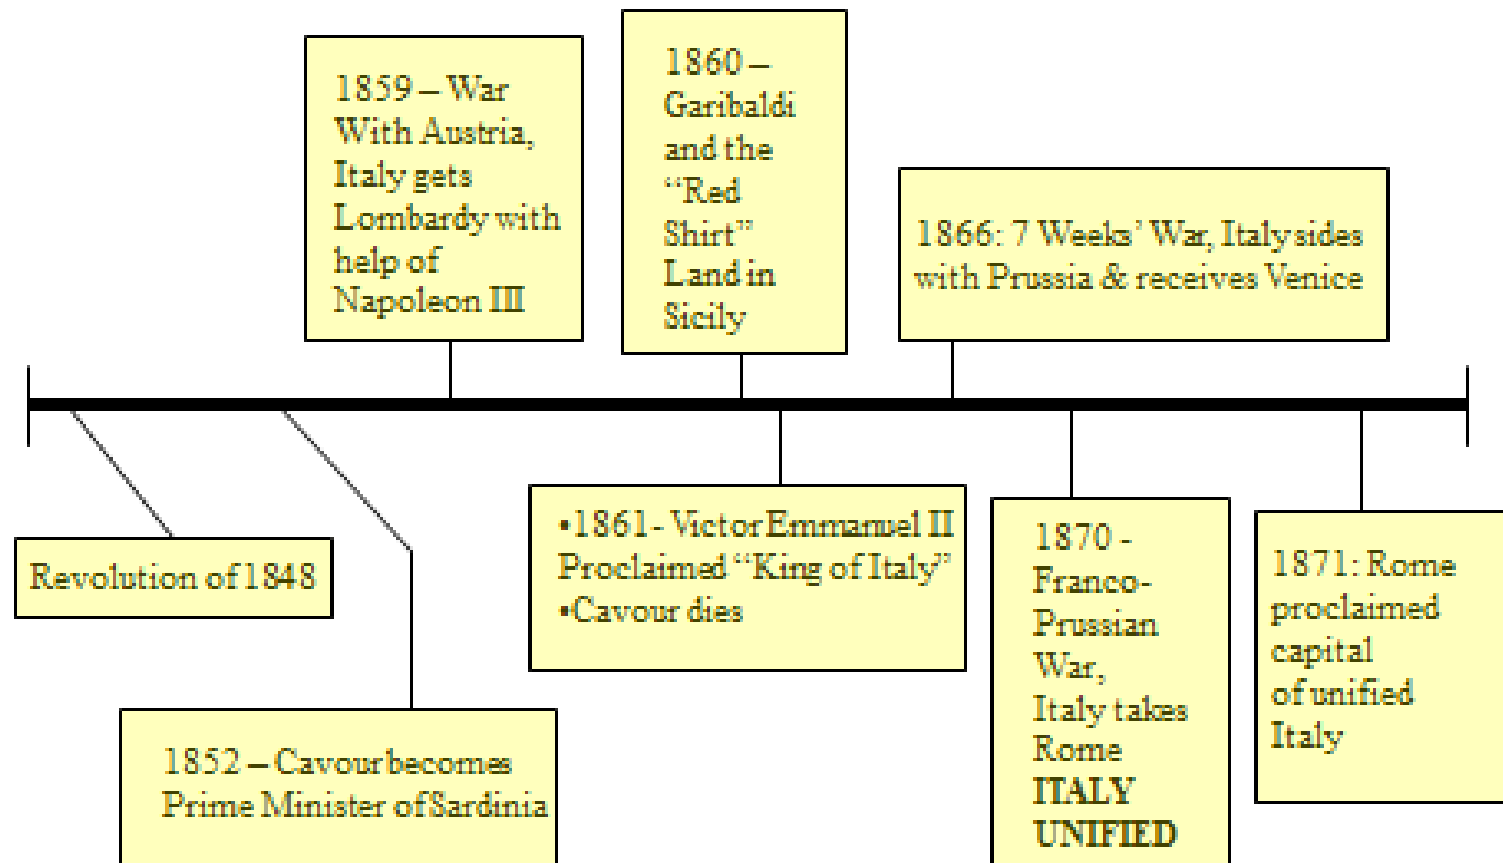 1859 – War
With Austria,
Italy gets
Lombardy with
help of
Napoleon III
1860 –
Garibaldi
and the
“Red
Shirt”
Land in
Sicily
1866: 7 Weeks’ War, Italy sides
with Prussia & receives Venice
Revolution of 1848
1852 – Cavour becomes
Prime Minister of Sardinia
•1861- Victor Emmanuel II
Proclaimed “King of Italy”
•Cavour dies
1870 -
Franco-
Prussian
War,
Italy takes
Rome
ITALY
UNIFIED
1871: Rome
proclaimed
capital
of unified
Italy